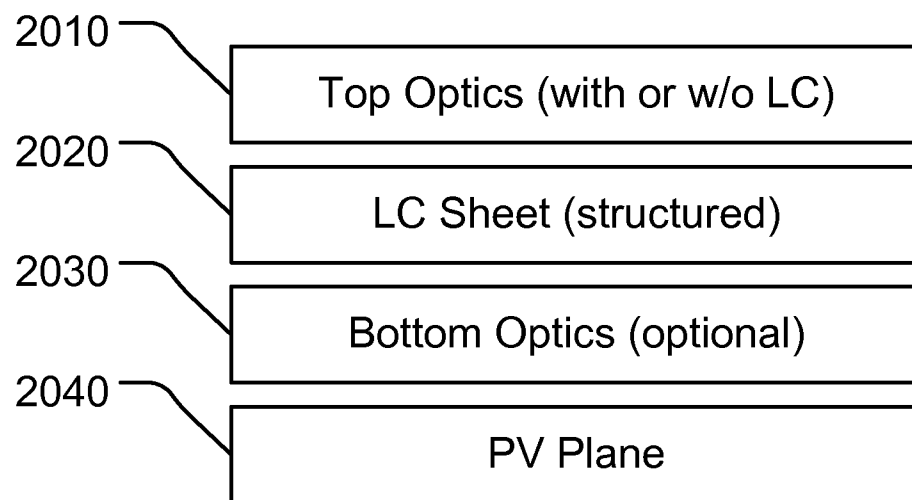 2010
Top Optics (with or w/o LC)
2020
LC Sheet (structured)
2030
Bottom Optics (optional)
2040
PV Plane